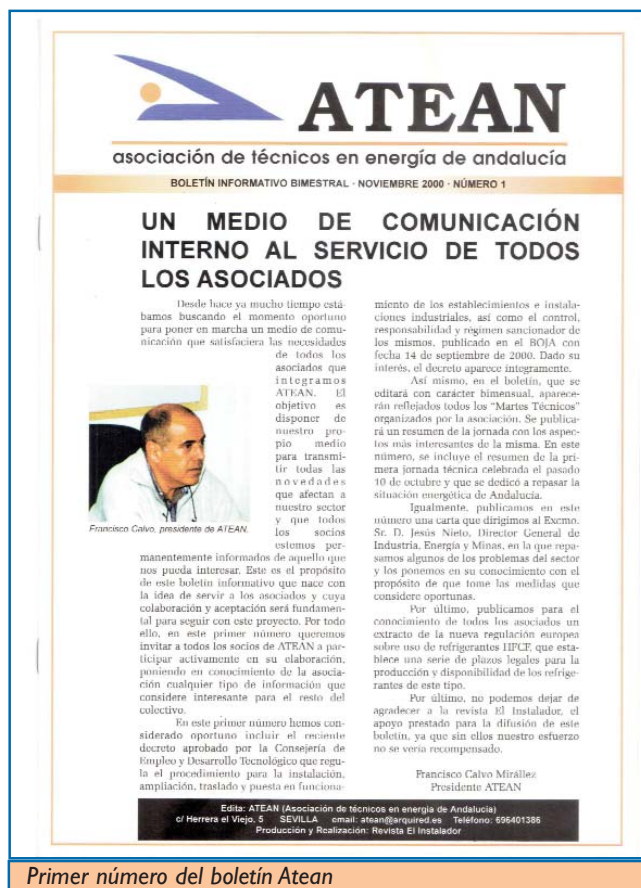 ATEAN
asociación de técnicos en energía de andalucía
BOLETÍN INFORMATIVO BIMESTRAL · NOVIEMBRE 2000 · NÚMERO 1
UN MEDIO DE COMUNICACIÓN
INTERNO AL SERVICIO DE TODOS
LOS ASOCIADOS
Desde hace ya mucho tiempo está-
bamos buscando el momento oportuno
para poner en marcha un medio de comu-
nicación que satisfaciera las necesidades
de todos los
asociados que
integramos
ATEAN. El
objetivo es
disponer de
nuestro pro-
pio medio
para transmi-
tir todas las
novedades
que afectan a
nuestro sector
y que todos
los socios
estemos per-
Francisco Calvo, presidente de ATEAN.
manentemente informados de aquello que
nos pueda interesar. Este es el propósito
de este boletín informativo que nace con
la idea de servir a los asociados y cuya
colaboración y aceptación será fundamen-
tal para seguir con este proyecto. Por todo
ello, en este primer número queremos
invitar a todos los socios de ATEAN a par-
ticipar activamente en su elaboración,
poniendo en conocimiento de la asocia-
ción cualquier tipo de información que
considere interesante para el resto del
colectivo.
En este primer número hemos con-
siderado oportuno incluir el reciente
decreto aprobado por la Consejería de
Empleo y Desarrollo Tecnológico que regu-
la el procedimiento para la instalación,
ampliación, traslado y puesta en funciona-
miento de los establecimientos e instala-
ciones industriales, así como el control,
responsabilidad y régimen sancionador de
los mismos, publicado en el BOJA con
fecha 14 de septiembre de 2000. Dado su
interés, el decreto aparece íntegramente.
Así mismo, en el boletín, que se
editará con carácter bimensual, aparece-
rán reflejados todos los "Martes Técnicos"
organizados por la asociación. Se publica-
rá un resumen de la jornada con los aspec-
tos más interesantes de la misma. En este
número, se incluye el resumen de la pri-
mera jornada técnica celebrada el pasado
10 de octubre y que se dedicó a repasar la
situación energética de Andalucía.
Igualmente, publicamos en este
número una carta que dirigimos al Excmo.
Sr. D. Jesús Nieto, Director General de
Industria, Energía y Minas, en la que repa-
samos algunos de los problemas del sector
y los ponemos en su conocimiento con el
propósito de que tome las medidas que
considere oportunas.
Por último, publicamos para el
conocimiento de todos los asociados un
extracto de la nueva regulación europea
sobre uso de refrigerantes HFCF, que esta-
blece una serie de plazos legales para la
producción y disponibilidad de los refrige-
rantes de este tipo.
Por último, no podemos dejar de
agradecer a la revista El Instalador, el
apoyo prestado para la difusión de este
boletín, ya que sin ellos nuestro esfuerzo
no se vería recompensado.
Francisco Calvo Mirállez
Presidente ATEAN
Edita: ATEAN (Asociación de técnicos en energía de Andalucía)
c/ Herrera el Viejo, 5 SEVILLA email: atean@arquired.es Teléfono: 696401386
Producción y Realización: Revista El Instalador
Primer número del boletín Atean